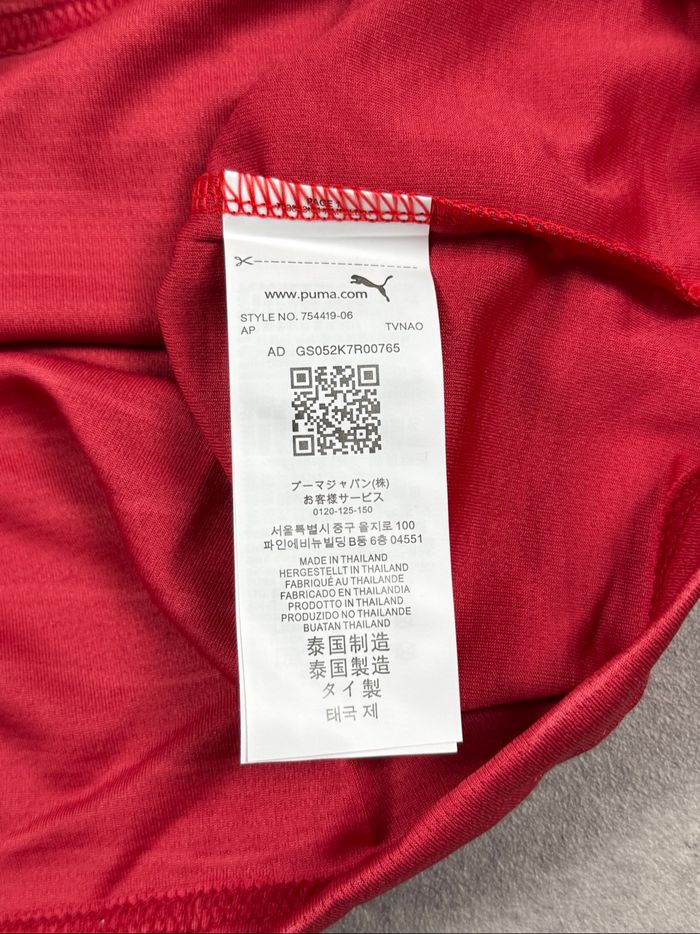 PAGE 1
www.puma.com
STYLE NO. 754419-06
AP TVNAO
AD GS052K7R00765
プーマジャパン(株)
お客様サービス
0120-125-150
서울특별시 중구 을지로 100
파인에비뉴빌딩 B동 6층 04551
MADE IN THAILAND
HERGESTELLT IN THAILAND
FABRIQUÉ AU THAILANDE
FABRICADO EN THAILANDIA
PRODOTTO IN THAILAND
PRODUZIDO NO THAILANDE
BUATAN THAILAND
泰国制造
泰国製造
タイ製
태국 제